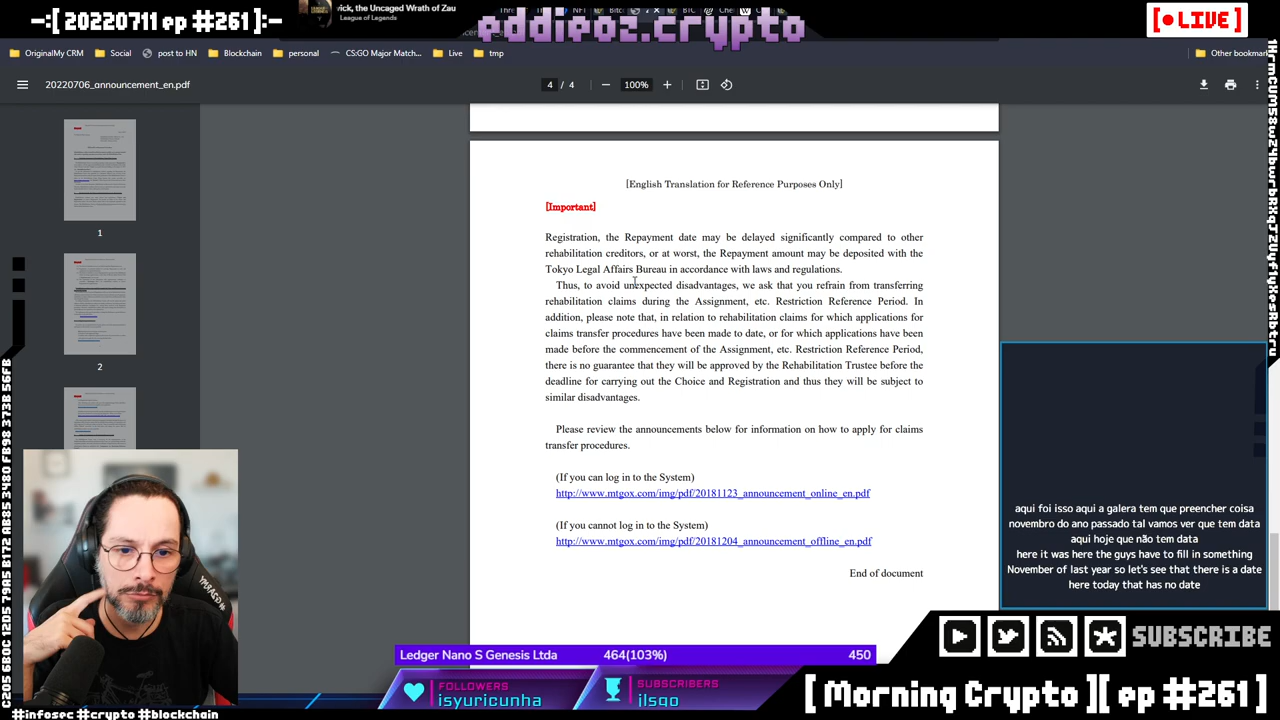 -:[ 20220711 ep #261]:-
rick, the Uncaged Wrath of Zau
League of Legends
NFT
BTC
eddieoz.crypto
[● LIVE]
OriginalMy CRM
Social
post to HN
Blockchain
personal
CS:GO Major Match...
Live
tmp
Other bookmar
20220706_announcement_en.pdf
4 / 4
100%
1
2
[English Translation for Reference Purposes Only]
[Important]
Registration, the Repayment date may be delayed significantly compared to other
rehabilitation creditors, or at worst, the Repayment amount may be deposited with the
Tokyo Legal Affairs Bureau in accordance with laws and regulations.
Thus, to avoid unexpected disadvantages, we ask that you refrain from transferring
rehabilitation claims during the Assignment, etc. Restriction Reference Period. In
addition, please note that, in relation to rehabilitation claims for which applications for
claims transfer procedures have been made to date, or for which applications have been
made before the commencement of the Assignment, etc. Restriction Reference Period,
there is no guarantee that they will be approved by the Rehabilitation Trustee before the
deadline for carrying out the Choice and Registration and thus they will be subject to
similar disadvantages.
Please review the announcements below for information on how to apply for claims
transfer procedures.
(If you can log in to the System)
http://www.mtgox.com/img/pdf/20181123_announcement_online_en.pdf
(If you cannot log in to the System)
http://www.mtgox.com/img/pdf/20181204_announcement_offline_en.pdf
End of document
aqui foi isso aqui a galera tem que preencher coisa
novembro do ano passado tal vamos ver que tem data
aqui hoje que não tem data
here it was here the guys have to fill in something
November of last year so let's see that there is a date
here today that has no date
Ledger Nano S Genesis Ltda
464(103%)
450
FOLLOWERS
isyuricunha
SUBSCRIBERS
ilsgo
SUBSCRIBE
[ Morning Crypto ][ ep #261 ]
#infosec #crypto #blockchain